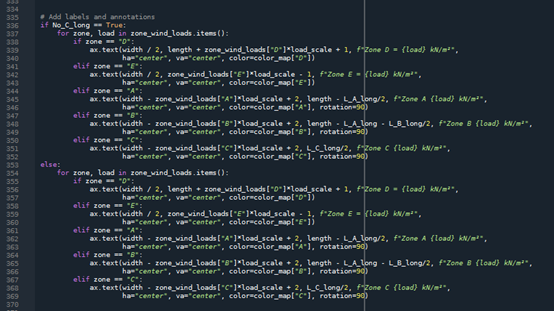 333
334
335 # Add labels and annotations
336 if No_C_long == True:
337 for zone, load in zone_wind_loads.items():
338 if zone == "D":
339 ax.text(width / 2, length + zone_wind_loads["D"]*load_scale + 1, f"Zone D = {load} kN/m²",
340 ha="center", va="center", color=color_map["D"])
341 elif zone == "E":
342 ax.text(width / 2, zone_wind_loads["E"]*load_scale - 1, f"Zone E = {load} kN/m²",
343 ha="center", va="center", color=color_map["E"])
344 elif zone == "A":
345 ax.text(width - zone_wind_loads["A"]*load_scale + 2, length - L_A_long/2, f"Zone A {load} kN/m²",
346 ha="center", va="center", color=color_map["A"], rotation=90)
347 elif zone == "B":
348 ax.text(width - zone_wind_loads["B"]*load_scale + 2, length - L_A_long - L_B_long/2, f"Zone B {load} kN/m²",
349 ha="center", va="center", color=color_map["B"], rotation=90)
350 elif zone == "C":
351 ax.text(width - zone_wind_loads["C"]*load_scale + 2, L_C_long/2, f"Zone C {load} kN/m²",
352 ha="center", va="center", color=color_map["C"], rotation=90)
353 else:
354 for zone, load in zone_wind_loads.items():
355 if zone == "D":
356 ax.text(width / 2, length + zone_wind_loads["D"]*load_scale + 1, f"Zone D = {load} kN/m²",
357 ha="center", va="center", color=color_map["D"])
358 elif zone == "E":
359 ax.text(width / 2, zone_wind_loads["E"]*load_scale - 1, f"Zone E = {load} kN/m²",
360 ha="center", va="center", color=color_map["E"])
361 elif zone == "A":
362 ax.text(width - zone_wind_loads["A"]*load_scale + 2, length - L_A_long/2, f"Zone A {load} kN/m²",
363 ha="center", va="center", color=color_map["A"], rotation=90)
364 elif zone == "B":
365 ax.text(width - zone_wind_loads["B"]*load_scale + 2, length - L_A_long - L_B_long/2, f"Zone B {load} kN/m²",
366 ha="center", va="center", color=color_map["B"], rotation=90)
367 elif zone == "C":
368 ax.text(width - zone_wind_loads["C"]*load_scale + 2, L_C_long/2, f"Zone C {load} kN/m²",
369 ha="center", va="center", color=color_map["C"], rotation=90)
370